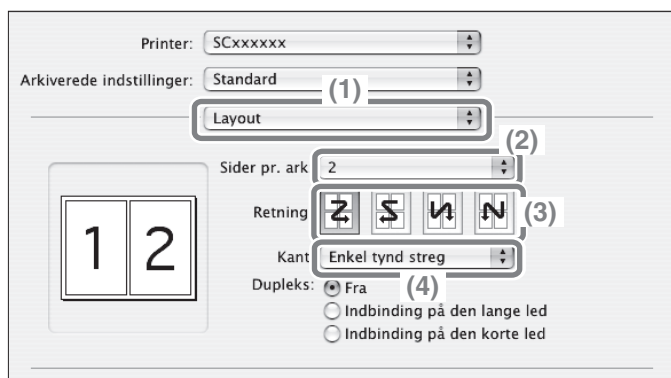 Printer: SCxxxxxx
Arkiverede indstillinger: Standard
(1)
Layout
(2)
Sider pr. ark 2
Retning
(3)
1 2
Kant Enkel tynd streg
(4)
Dupleks: Fra
Indbinding på den lange led
Indbinding på den korte led